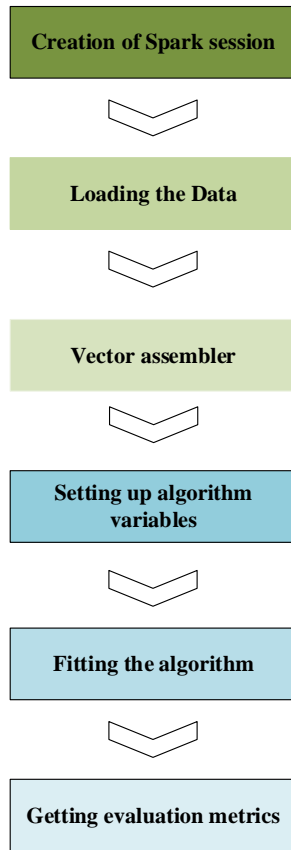 Creation of Spark session
Loading the Data
Vector assembler
Setting up algorithm
variables
Fitting the algorithm
Getting evaluation metrics